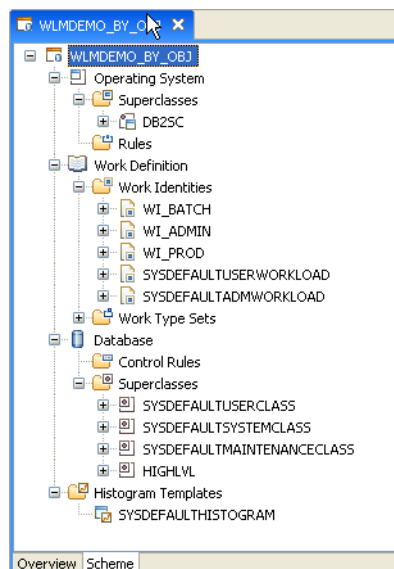 WLMDEMO_BY_OBJ
WLMDEMO_BY_OBJ
Operating System
Superclasses
DB2SC
Rules
Work Definition
Work Identities
WI_BATCH
WI_ADMIN
WI_PROD
SYSDEFAULTUSERWORKLOAD
SYSDEFAULTADMWORKLOAD
Work Type Sets
Database
Control Rules
Superclasses
SYSDEFAULTUSERCLASS
SYSDEFAULTSYSTEMCLASS
SYSDEFAULTMAINTENANCECLASS
HIGHLVL
Histogram Templates
SYSDEFAULTHISTOGRAM
Overview Scheme